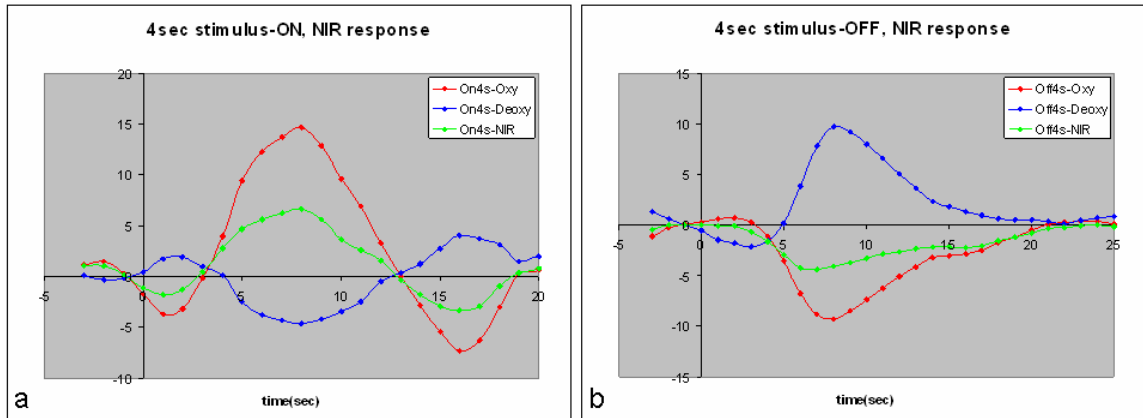 4sec stimulus-ON, NIR response
20
15
10
5
0
-5
-10
-5
0
5
10
15
20
On4s-Oxy
On4s-Deoxy
On4s-NIR
time(sec)
a
4sec stimulus-OFF, NIR response
15
10
5
0
-5
-10
-15
-5
0
5
10
15
20
25
Off4s-Oxy
Off4s-Deoxy
Off4s-NIR
time(sec)
b